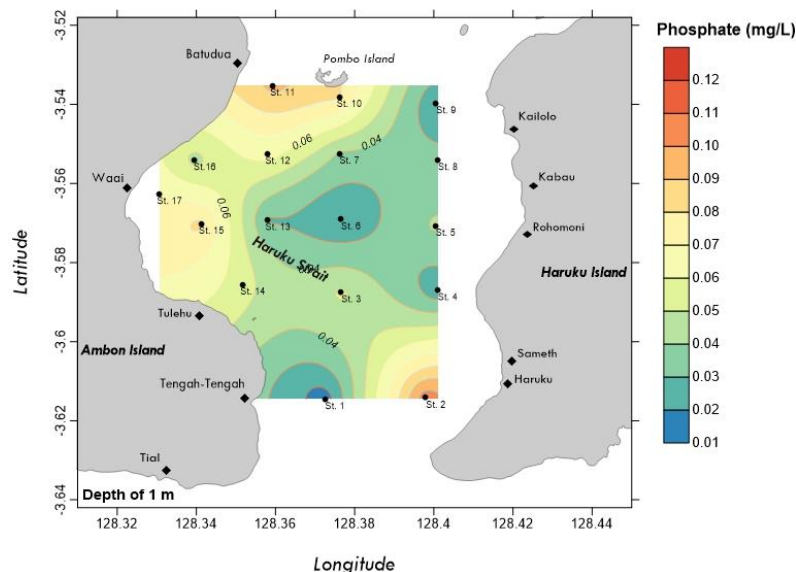 Phosphate (mg/L)
0.12
0.11
0.10
0.09
0.08
0.07
0.06
0.05
0.04
0.03
0.02
0.01
-3.52
-3.54
-3.56
-3.58
-3.6
-3.62
-3.64
Latitude
128.32
128.34
128.36
128.38
128.4
128.42
128.44
Longitude
Batudua
Pombo Island
St. 11
St. 10
St. 9
Kailolo
0.06
0.04
St.16
St. 12
St. 7
St. 8
Waai
Kabau
St. 17
0.06
St. 15
St. 13
St. 6
St. 5
Rohomoni
Haruku Strait
Haruku Island
0.04
St. 14
St. 3
St. 4
Tulehu
0.04
Ambon Island
Sameth
Tengah-Tengah
Haruku
St. 1
St. 2
Tial
Depth of 1 m